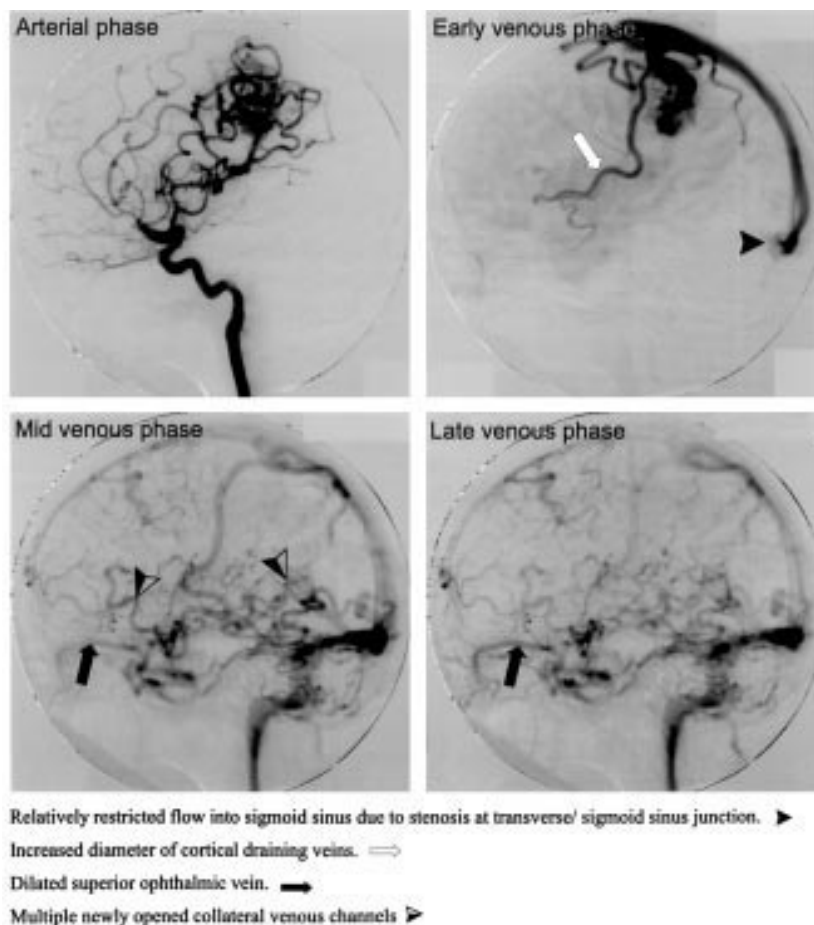 Arterial phase
Early venous phase
Mid venous phase
Late venous phase
Relatively restricted flow into sigmoid sinus due to stenosis at transverse/ sigmoid sinus junction.
Increased diameter of cortical draining veins.
Dilated superior ophthalmic vein.
Multiple newly opened collateral venous channels